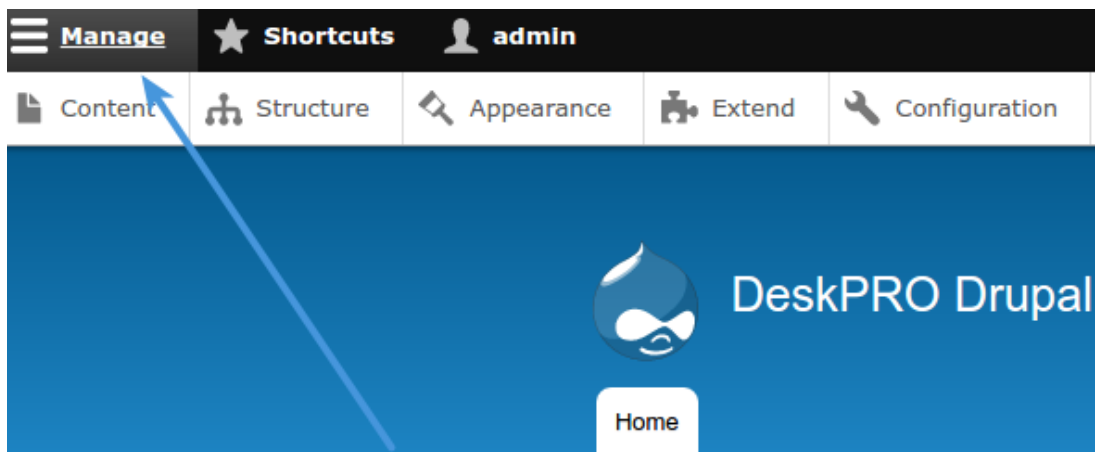 Manage Shortcuts admin
Content Structure Appearance Extend Configuration
DeskPRO Drupal
Home